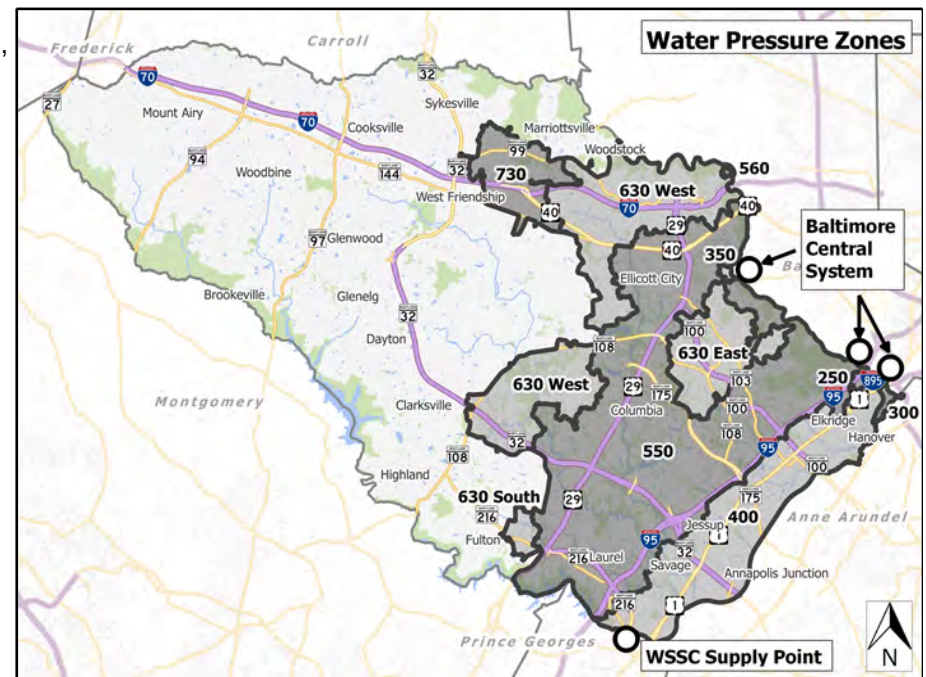 ,
Water Pressure Zones
Frederick
Carroll
70
32
27
Mount Airy
Sykesville
70
Cooksville
Marriottsville
Woodstock
99
94
730
560
Woodbine
144
32
630 West
West Friendship
70
40
40
29
Baltimore
Central
System
97
Glenwood
40
350
Ba
Ellicott City
Glenelg
Brookeville
32
100
100
Dayton
108
630 East
630 West
250
895
29
103
95
1
175
300
Montgomery
Clarksville
Columbia
100
Elkridge
Hanover
32
108
95
108
550
100
Highland
630 South
175
29
400
Anne Arundel
216
Jessup
1
Fulton
95
32
216
Laurel
Savage
Annapolis Junction
216
1
Prince Georges
WSSC Supply Point
N